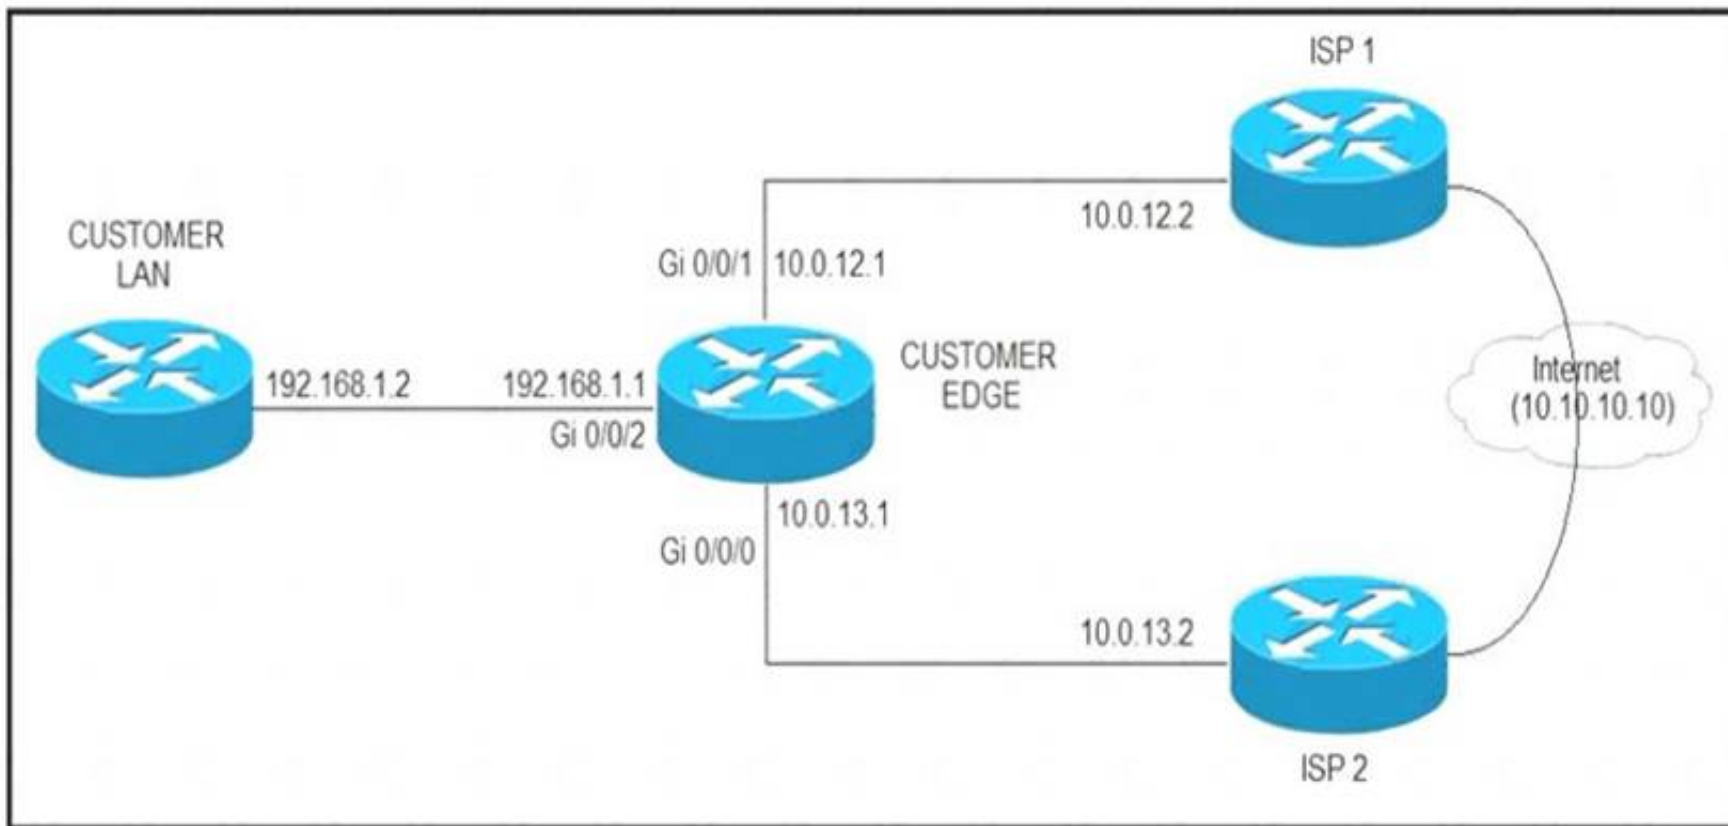 ISP 1
10.0.12.2
CUSTOMER
LAN
Gi 0/0/1 10.0.12.1
CUSTOMER
EDGE
192.168.1.2
192.168.1.1
Gi 0/0/2
Internet
(10.10.10.10)
10.0.13.1
Gi 0/0/0
10.0.13.2
ISP 2